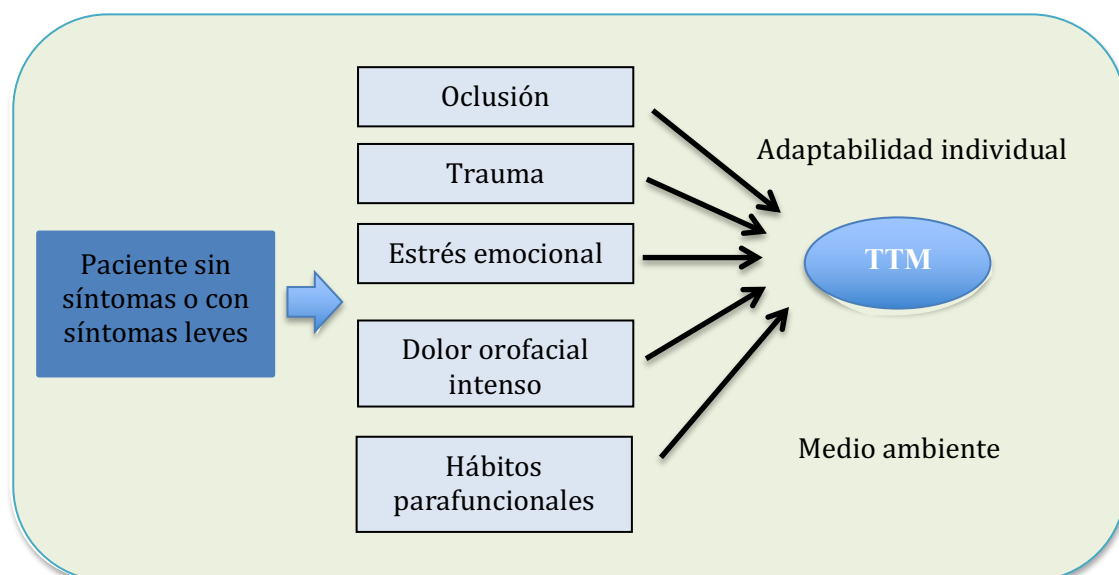 Oclusión
Trauma
Estrés emocional
Dolor orofacial
intenso
Hábitos
parafuncionales
Paciente sin
síntomas o con
síntomas leves
Adaptabilidad individual
TTM
Medio ambiente